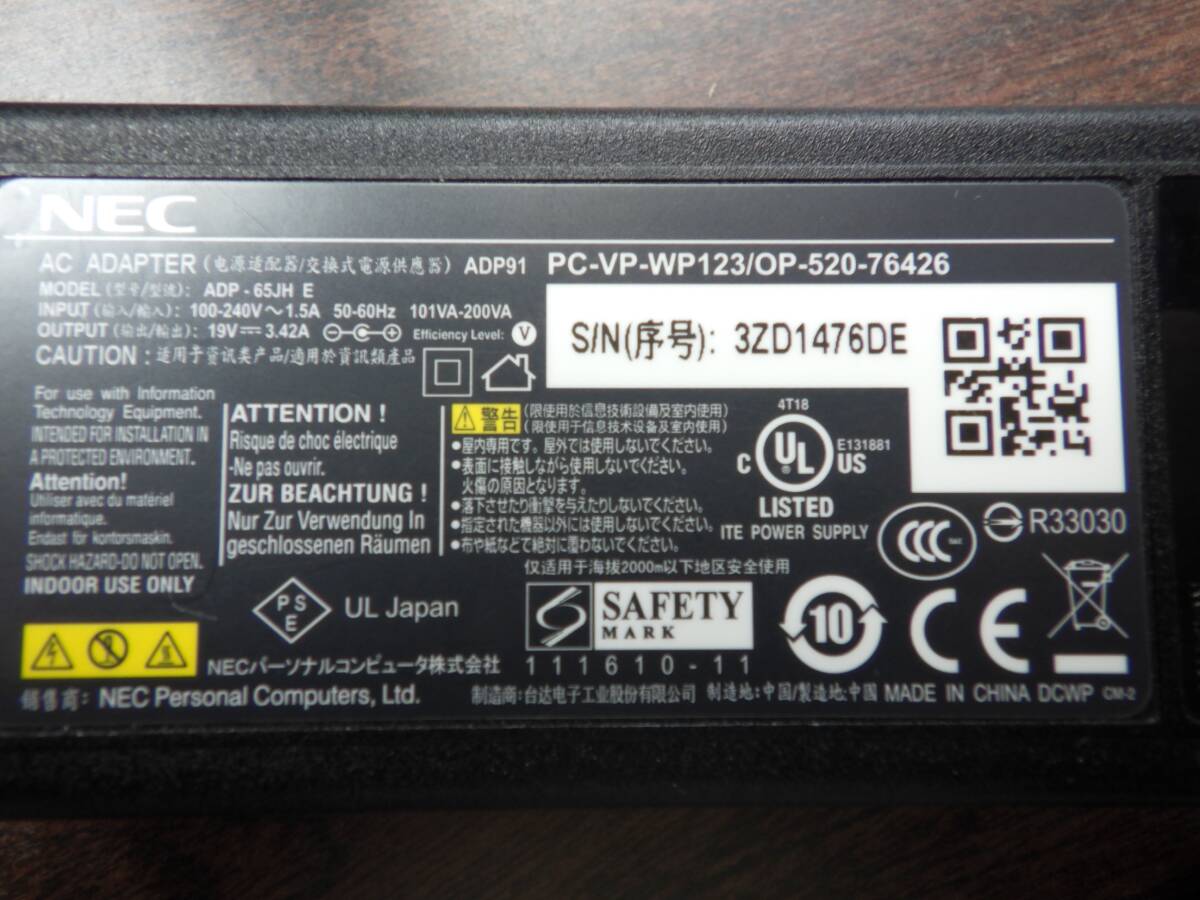 NEC
AC ADAPTER (电源适配器/交換式電源供應器) ADP91 PC-VP-WP123/OP-520-76426
MODEL (型号/型號): ADP-65JH E
INPUT (输入/輸入): 100-240V～1.5A 50-60Hz 101VA-200VA
OUTPUT (输出/輸出): 19V⎓3.42A Efficiency Level: V
CAUTION : 适用于资讯类产品/適用於資訊類產品
S/N(序号): 3ZD1476DE
For use with Information
Technology Equipment.
INTENDED FOR INSTALLATION IN
A PROTECTED ENVIRONMENT.
Attention!
Utiliser avec du matériel
informatique.
Endast för kontorsmaskin.
SHOCK HAZARD-DO NOT OPEN.
INDOOR USE ONLY
ATTENTION !
Risque de choc électrique
-Ne pas ouvrir.
ZUR BEACHTUNG !
Nur Zur Verwendung In
geschlossenen Räumen
警告 (限使用於信息技術設備及室内使用)
(限使用于信息技术设备及室内使用)
●屋内専用です。屋外では使用しないでください。
●表面に接触しながら使用しないでください。
火傷の原因となります。
●落下させたり衝撃を与えたりしないでください。
●指定された機器以外には使用しないでください。
●布や紙などで絶対に覆わないでください。
仅适用于海拔2000m以下地区安全使用
4T18
C UL US
E131881
LISTED
ITE POWER SUPPLY
CCC
R33030
PSE UL Japan
SAFETY
MARK
111610-11
10
CE
NECパーソナルコンピュータ株式会社
销售商: NEC Personal Computers, Ltd.
制造商:台达电子工业股份有限公司 制造地:中国/製造地:中國 MADE IN CHINA DCWP CM-2